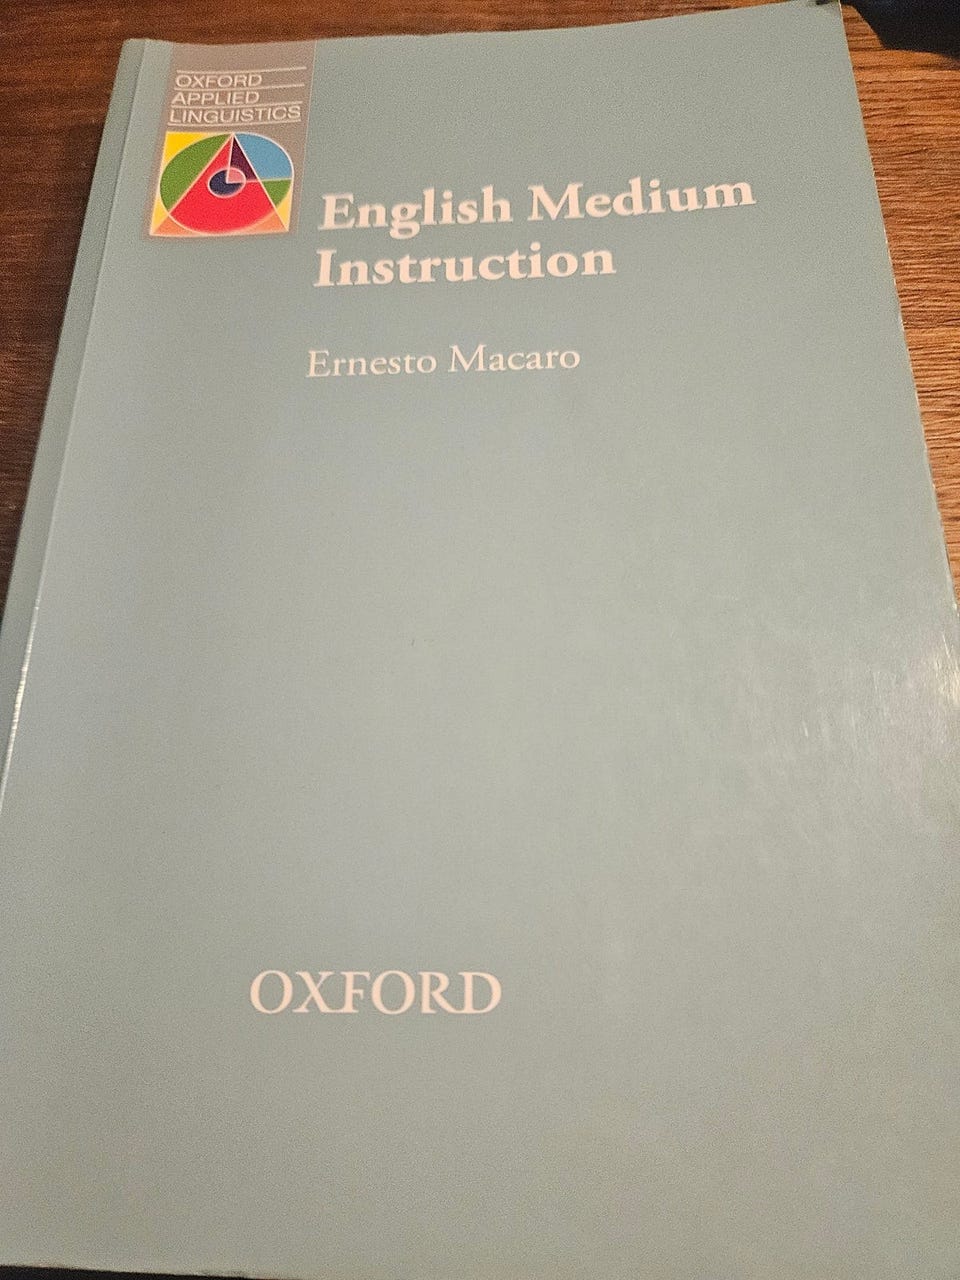 OXFORD
APPLIED
LINGUISTICS
English Medium
Instruction
Ernesto Macaro
OXFORD